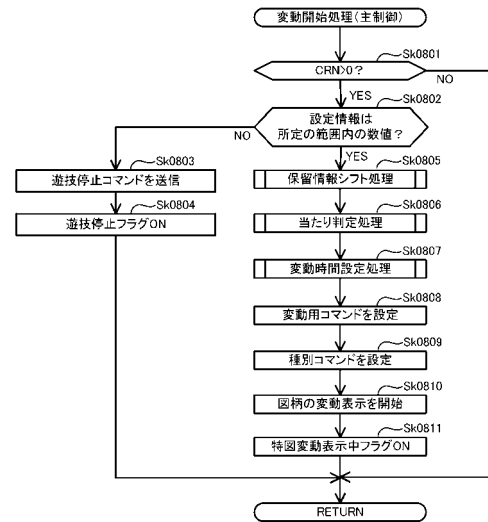 変動開始処理(主制御)
Sk0801
CRN>0?
NO
YES
Sk0802
設定情報は
所定の範囲内の数値?
NO
YES
Sk0803
遊技停止コマンドを送信
Sk0804
遊技停止フラグON
Sk0805
保留情報シフト処理
Sk0806
当たり判定処理
Sk0807
変動時間設定処理
Sk0808
変動用コマンドを設定
Sk0809
種別コマンドを設定
Sk0810
図柄の変動表示を開始
Sk0811
特図変動表示中フラグON
RETURN